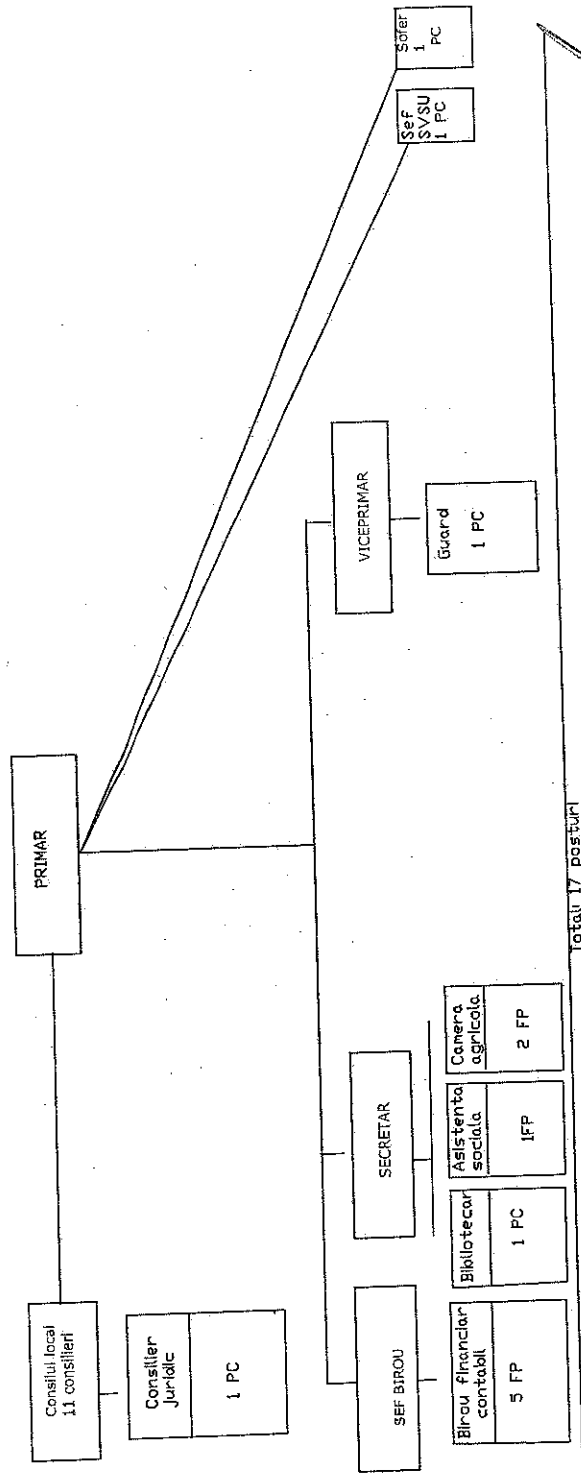 PRIMAR
Consiliul local
11 consilieri
Consilier
Juridic
1 PC
Sofer
1
PC
Sef
SVSU
1 PC
SEF BIROU
SECRETAR
VICEPRIMAR
Birou financiar
contabil
5 FP
Bibliotecar
1 PC
Asistenta
sociala
1FP
Camera
agricola
2 FP
Guard
1 PC
Total 17 posturi